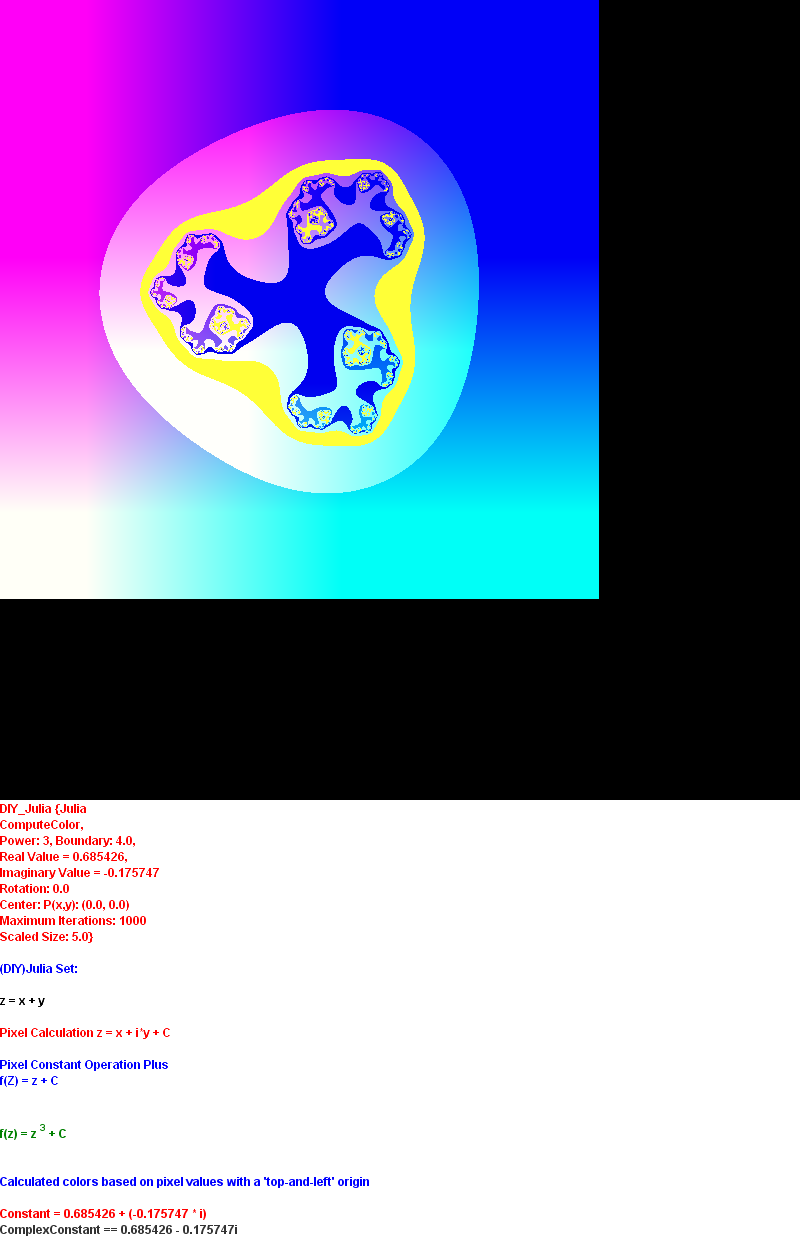 DIY_Julia {Julia
ComputeColor,
Power: 3, Boundary: 4.0,
Real Value = 0.685426,
Imaginary Value = -0.175747
Rotation: 0.0
Center: P(x,y): (0.0, 0.0)
Maximum Iterations: 1000
Scaled Size: 5.0}
(DIY)Julia Set:
z = x + y
Pixel Calculation z = x + i*y + C
Pixel Constant Operation Plus
f(Z) = z + C
f(z) = z ³ + C
Calculated colors based on pixel values with a 'top-and-left' origin
Constant = 0.685426 + (-0.175747 * i)
ComplexConstant == 0.685426 - 0.175747i